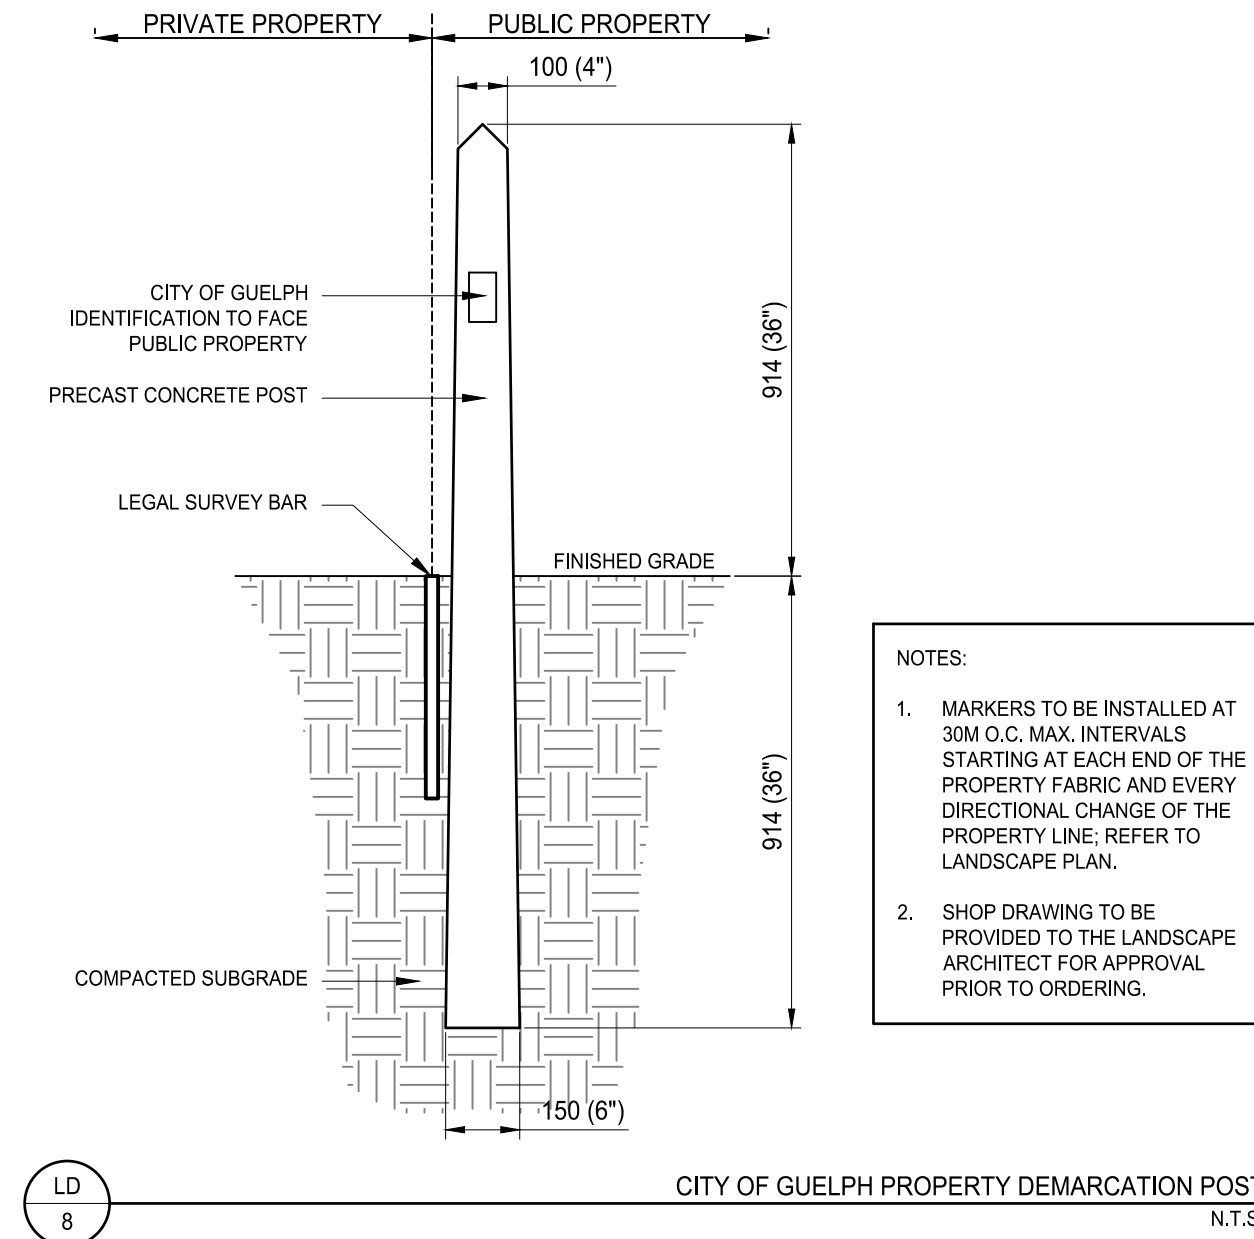 PRIVATE PROPERTY
PUBLIC PROPERTY
100 (4")
CITY OF GUELPH
IDENTIFICATION TO FACE
PUBLIC PROPERTY
914 (36")
PRECAST CONCRETE POST
LEGAL SURVEY BAR
FINISHED GRADE
914 (36")
COMPACTED SUBGRADE
150 (6")
NOTES:
1. MARKERS TO BE INSTALLED AT
30M O.C. MAX. INTERVALS
STARTING AT EACH END OF THE
PROPERTY FABRIC AND EVERY
DIRECTIONAL CHANGE OF THE
PROPERTY LINE; REFER TO
LANDSCAPE PLAN.
2. SHOP DRAWING TO BE
PROVIDED TO THE LANDSCAPE
ARCHITECT FOR APPROVAL
PRIOR TO ORDERING.
LD
8
CITY OF GUELPH PROPERTY DEMARCATION POST
N.T.S